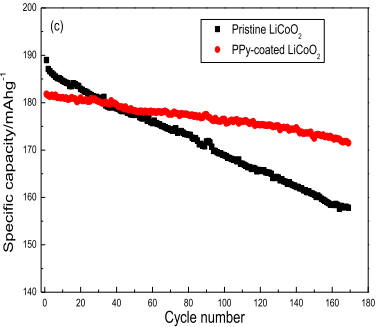 (c)
Pristine LiCoO2
PPy-coated LiCoO2
200
190
180
170
160
150
140
Specific capacity/mAhg-1
0 20 40 60 80 100 120 140 160 180
Cycle number